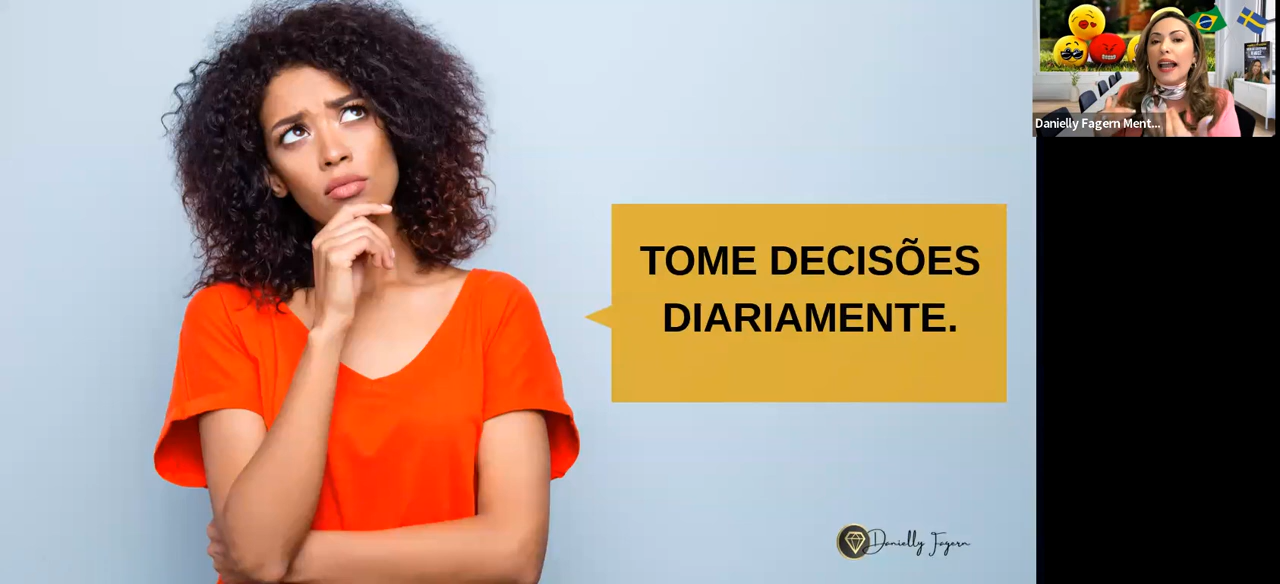 Danielly Fagern Ment...
TOME DECISÕES
DIARIAMENTE.
Danielly Fagern